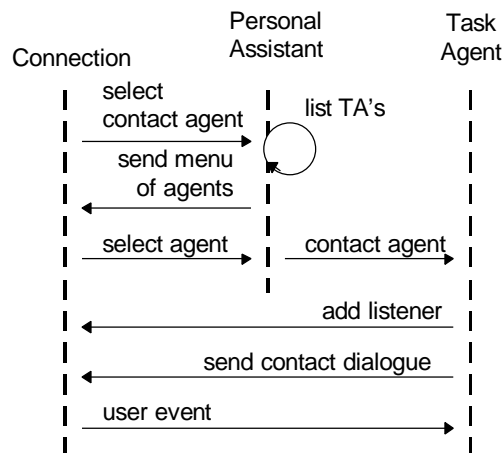 Personal
Assistant
Task
Agent
Connection
select
contact agent
list TA's
send menu
of agents
select agent
contact agent
add listener
send contact dialogue
user event